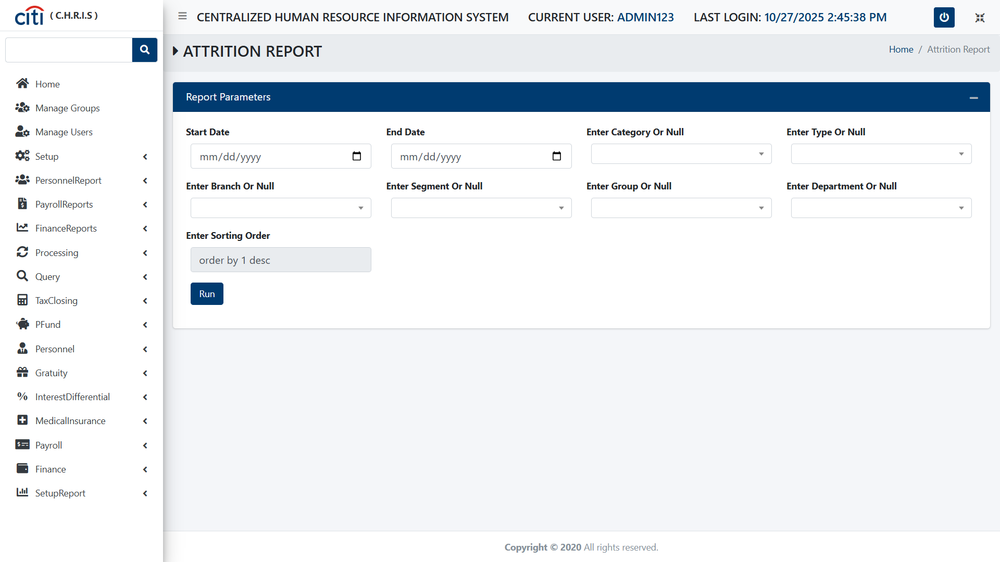 citi ( C.H.R.I.S )
CENTRALIZED HUMAN RESOURCE INFORMATION SYSTEM CURRENT USER: ADMIN123 LAST LOGIN: 10/27/2025 2:45:38 PM
ATTRITION REPORT
Home / Attrition Report
Home
Manage Groups
Manage Users
Setup
PersonnelReport
PayrollReports
FinanceReports
Processing
Query
TaxClosing
PFund
Personnel
Gratuity
% InterestDifferential
MedicalInsurance
Payroll
Finance
SetupReport
Report Parameters
Start Date End Date Enter Category Or Null Enter Type Or Null
mm/dd/yyyy mm/dd/yyyy
Enter Branch Or Null Enter Segment Or Null Enter Group Or Null Enter Department Or Null
Enter Sorting Order
order by 1 desc
Run
Copyright © 2020 All rights reserved.